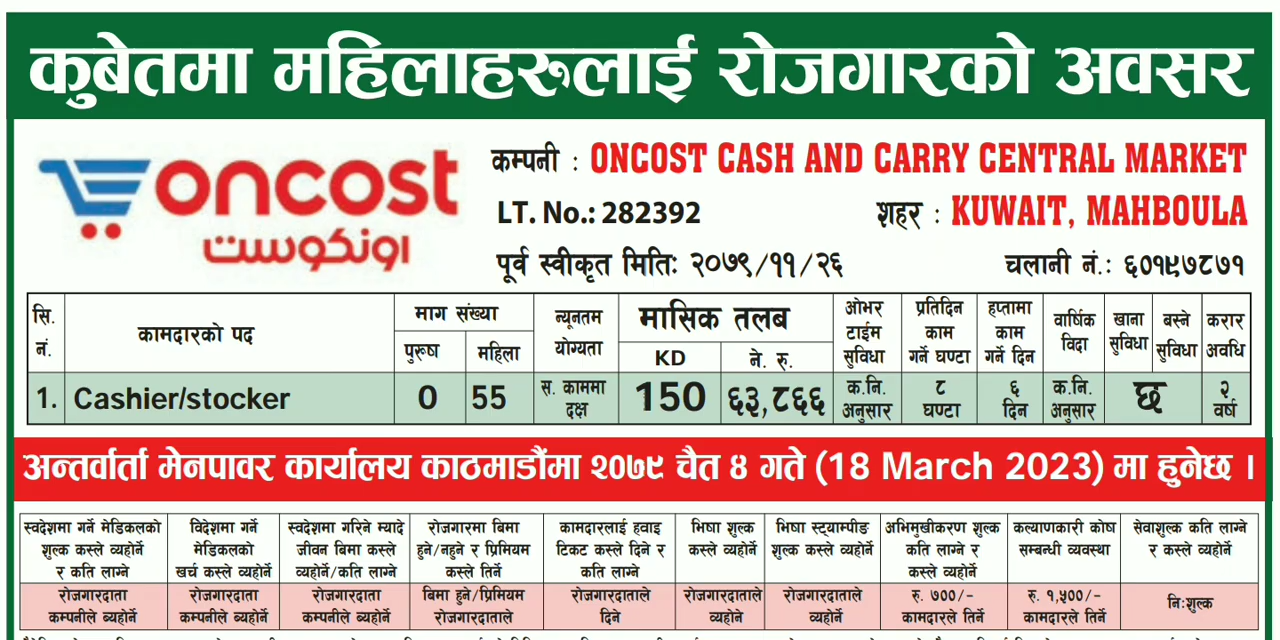 कुबेतमा महिलाहरुलाई रोजगारको अवसर
oncost
اونكوست
कम्पनी : ONCOST CASH AND CARRY CENTRAL MARKET
LT. No.: 282392 शहर : KUWAIT, MAHBOULA
पूर्व स्वीकृत मितिः २०७९/११/२६ चलानी नं.: ६०१९७८७१
सि. नं. कामदारको पद माग संख्या न्यूनतम योग्यता मासिक तलब ओभर टाईम सुविधा प्रतिदिन काम गर्ने घण्टा हप्तामा काम गर्ने दिन वार्षिक विदा खाना सुविधा बस्ने सुविधा करार अवधि
पुरुषा महिला KD ने. रु.
1. Cashier/stocker 0 55 स. काममा दक्ष 150 ६३,८६६ क.नि. अनुसार ८ घण्टा ६ दिन क.नि. अनुसार छ २ वर्ष
अन्तर्वार्ता मेनपावर कार्यालय काठमाडौंमा २०७९ चैत ४ गते (18 March 2023) मा हुनेछ ।
स्वदेशमा गर्ने मेडिकलको विदेशमा गर्ने स्वदेशमा गरिने म्यादे रोजगारमा बिमा कामदारलाई हवाइ भिषा शुल्क भिषा स्ट्याम्पीङ अभिमुखीकरण शुल्क कल्याणकारी कोष सेवाशुल्क कति लाग्ने
शुल्क कस्ले व्यहोर्ने मेडिकलको जीवन बिमा कस्ले हुने/नहुने र प्रिमियम टिकट कस्ले दिने र कस्ले व्यहोर्ने शुल्क कस्ले व्यहोर्ने कति लाग्ने र सम्बन्धी व्यवस्था र कस्ले व्यहोर्ने
र कति लाग्ने खर्च कस्ले व्यहोर्ने व्यहोर्ने/कति लाग्ने कस्ले तिर्ने कति लाग्ने कस्ले व्यहोर्ने
रोजगारदाता रोजगारदाता रोजगारदाता बिमा हुने/प्रिमियम रोजगारदाताले रोजगारदाताले रोजगारदाताले रु. ७००/- रु. १,५००/- निःशुल्क
कम्पनीले ब्यहोर्ने कम्पनीले ब्यहोर्ने कम्पनीले ब्यहोर्ने रोजगारदाताले दिने व्यहोने व्यहोर्ने कामदारले तिर्ने कामदारले तिर्ने